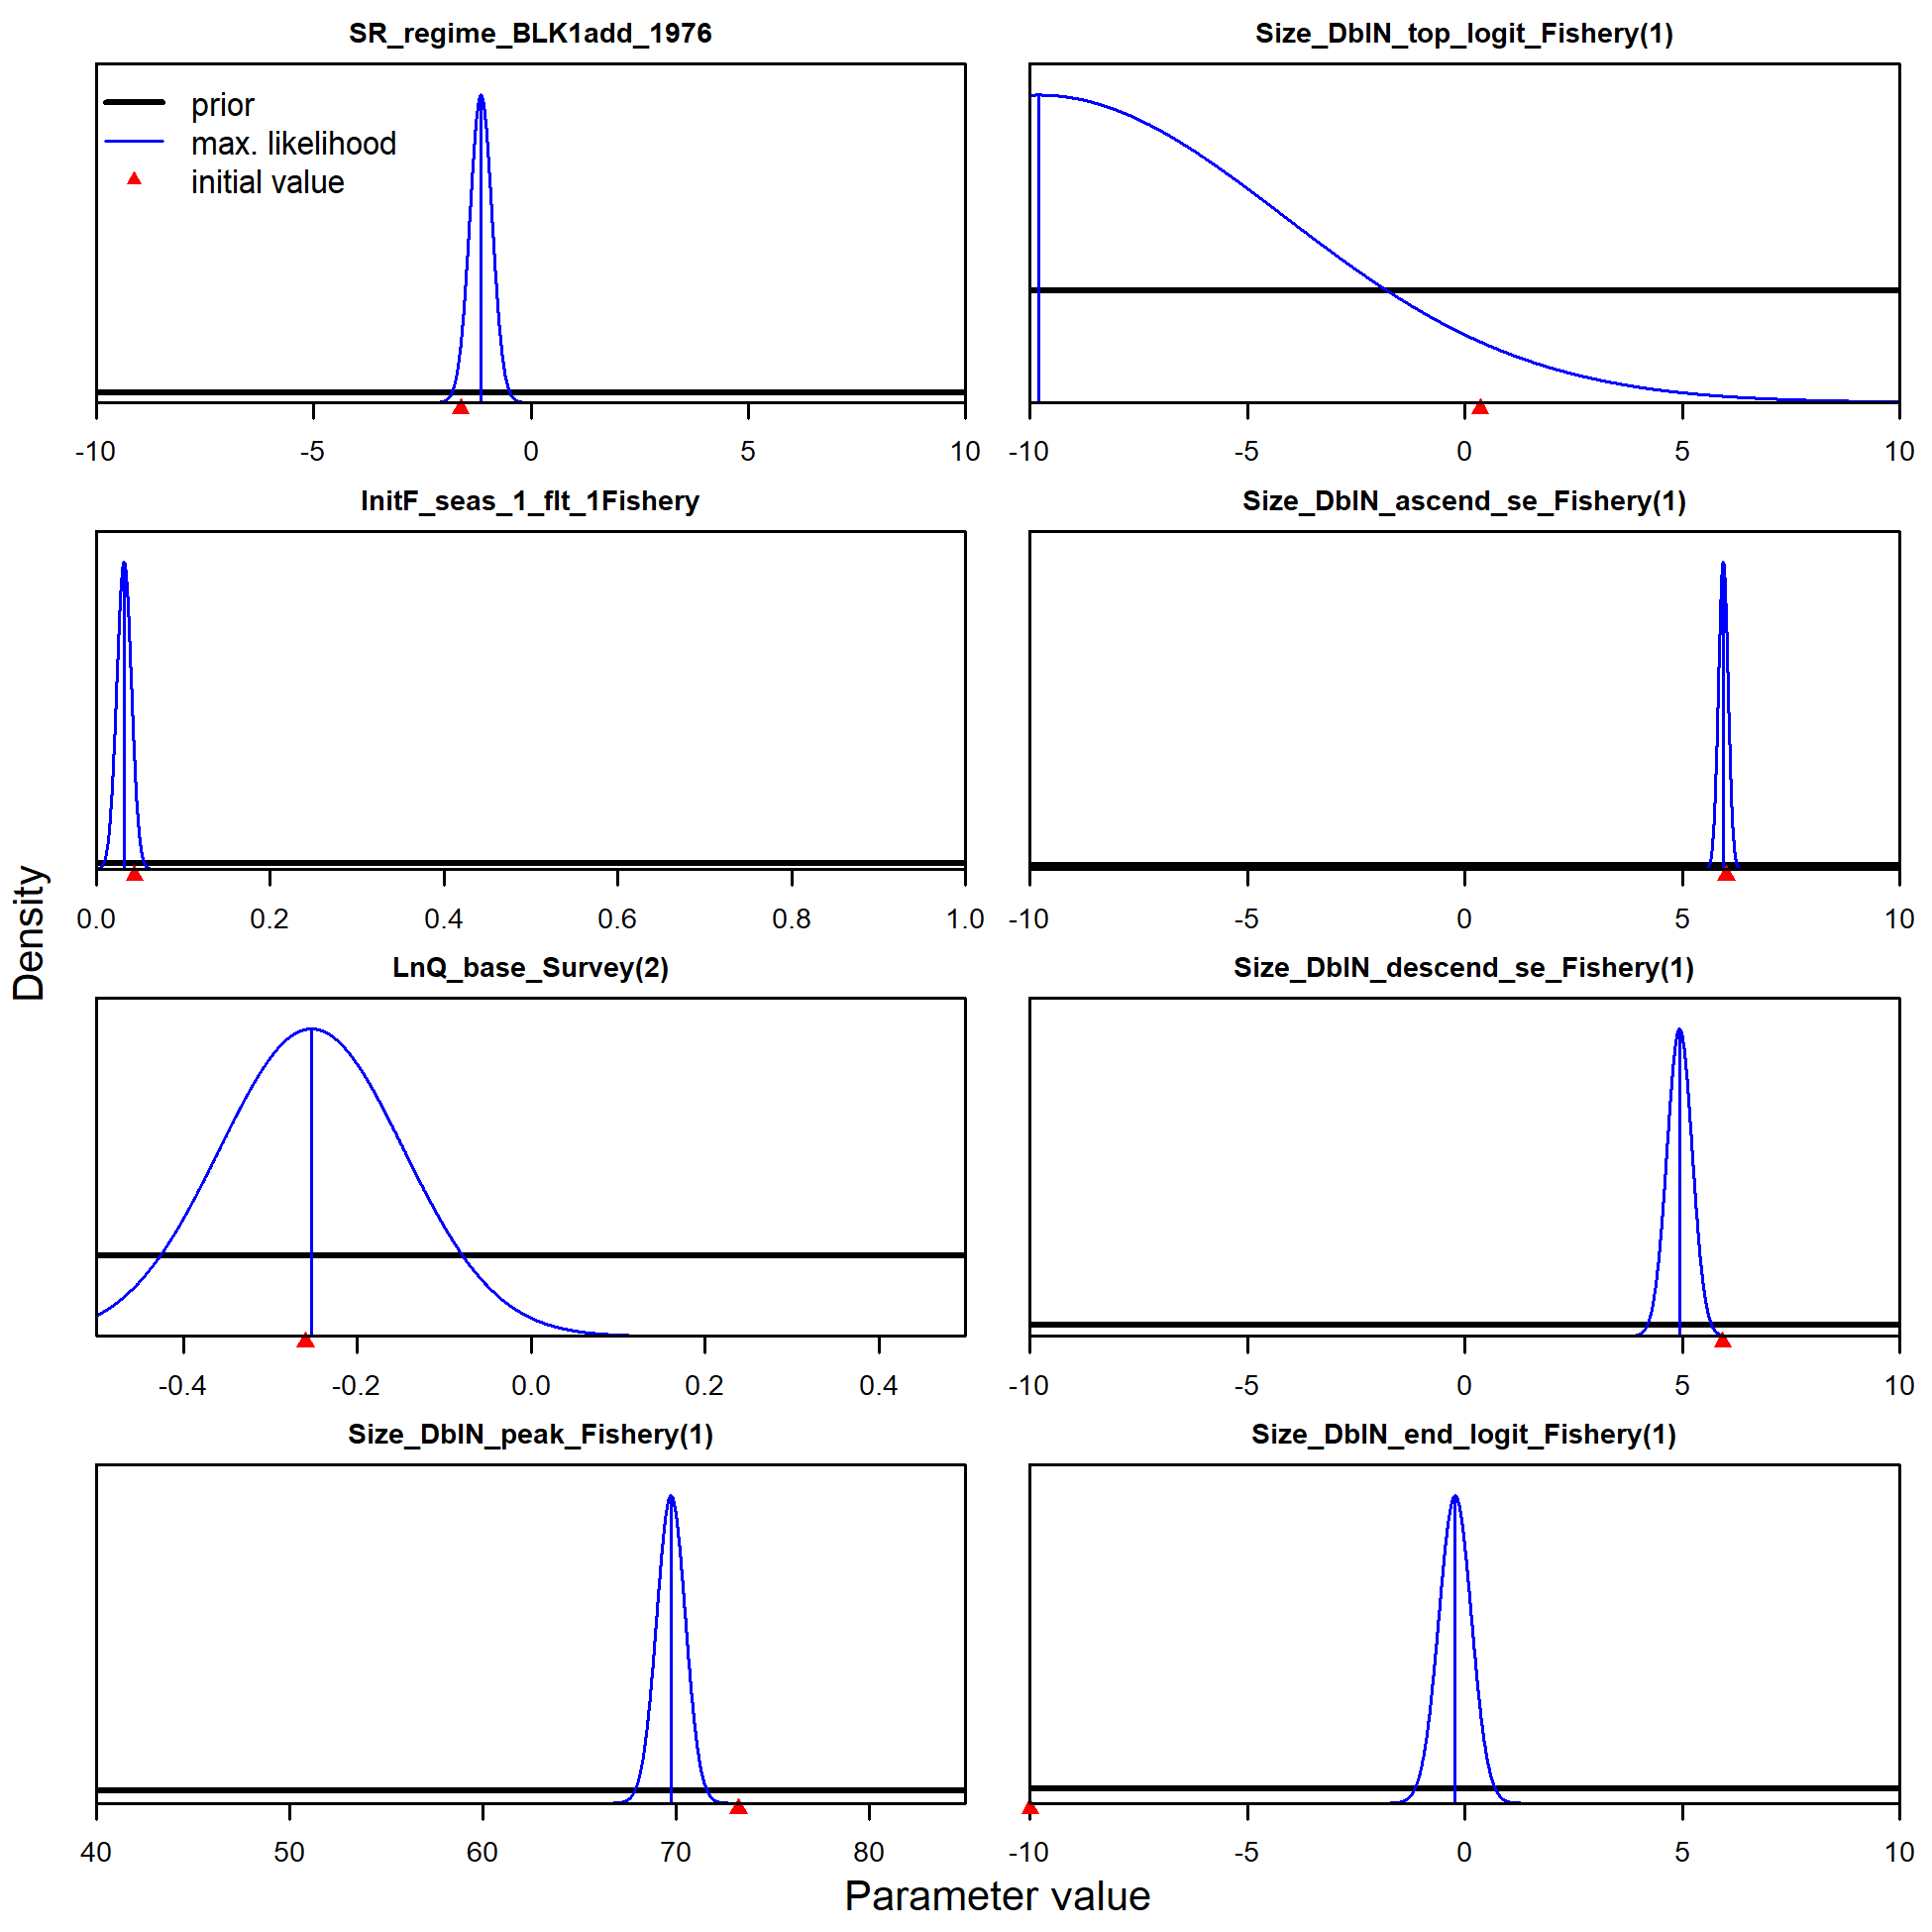 SR_regime_BLK1add_1976
prior
max. likelihood
initial value
-10 -5 0 5 10
Size_DblN_top_logit_Fishery(1)
-10 -5 0 5 10
InitF_seas_1_flt_1Fishery
0.0 0.2 0.4 0.6 0.8 1.0
Size_DblN_ascend_se_Fishery(1)
-10 -5 0 5 10
LnQ_base_Survey(2)
-0.4 -0.2 0.0 0.2 0.4
Size_DblN_descend_se_Fishery(1)
-10 -5 0 5 10
Size_DblN_peak_Fishery(1)
40 50 60 70 80
Size_DblN_end_logit_Fishery(1)
-10 -5 0 5 10
Density
Parameter value